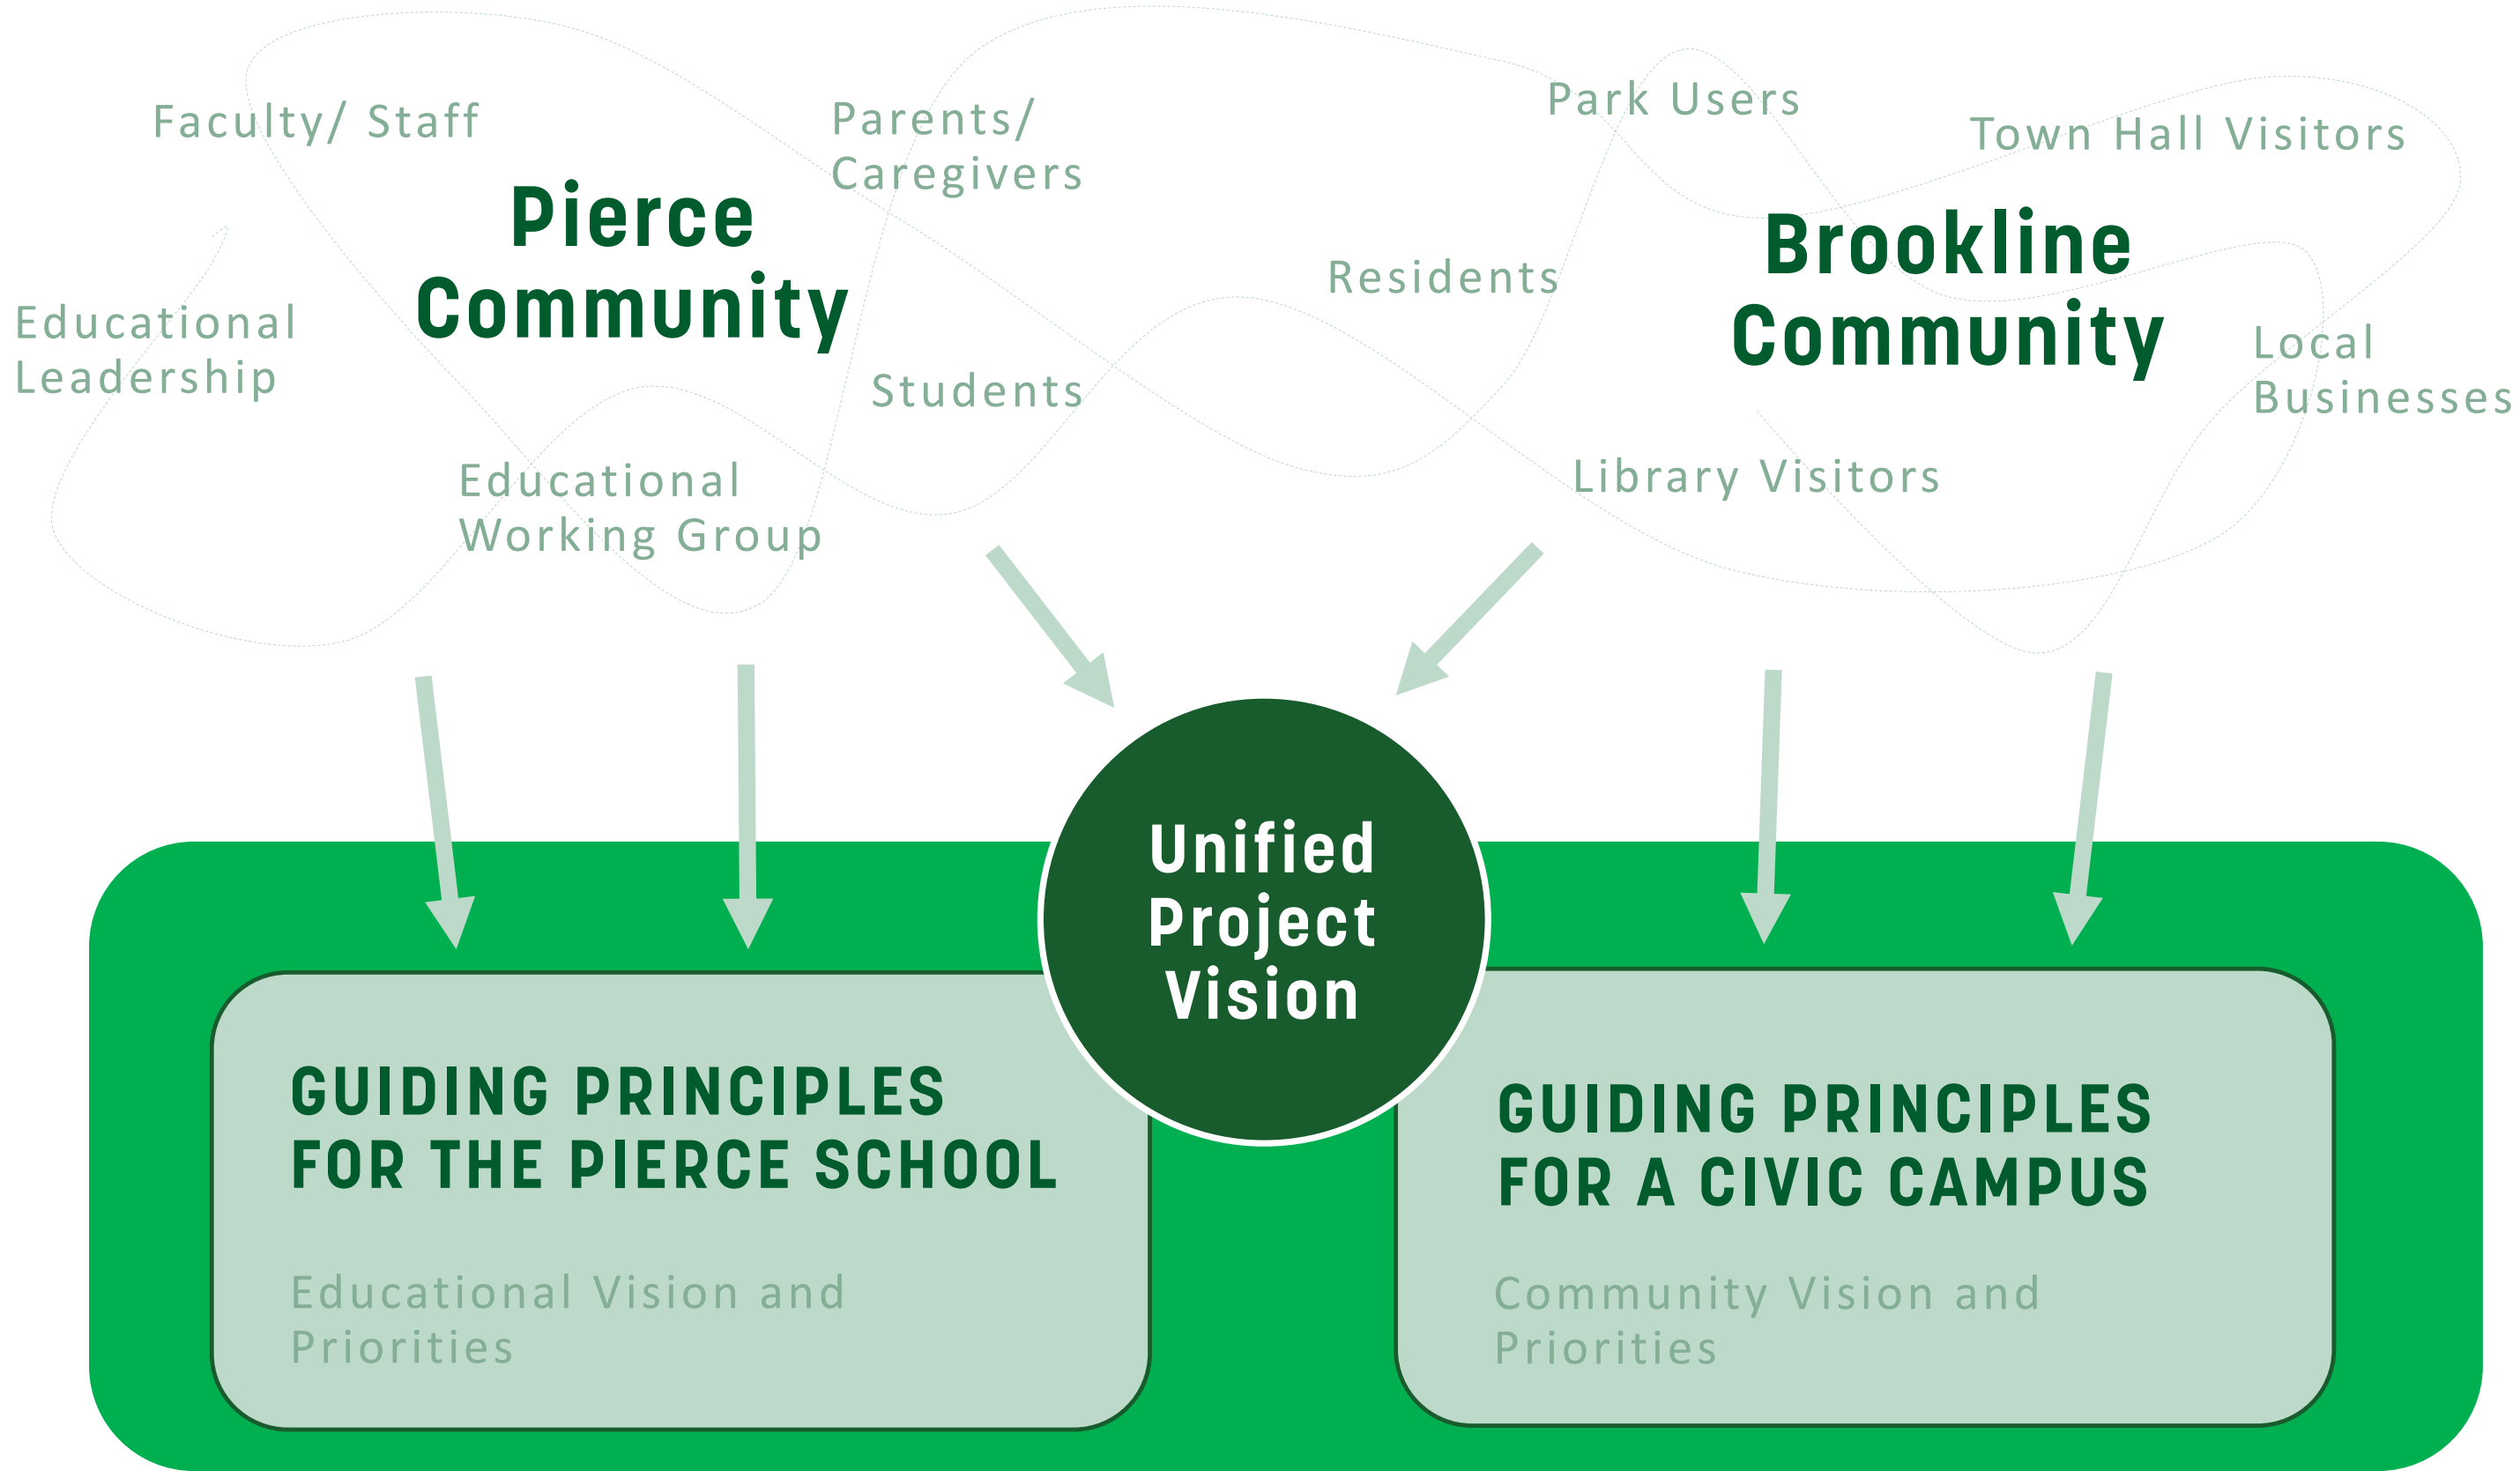 Faculty/ Staff
Parents/
Caregivers
Pierce
Community
Educational
Leadership
Students
Educational
Working Group
Park Users
Town Hall Visitors
Residents
Brookline
Community
Local
Businesses
Library Visitors
Unified
Project
Vision
GUIDING PRINCIPLES
FOR THE PIERCE SCHOOL
Educational Vision and
Priorities
GUIDING PRINCIPLES
FOR A CIVIC CAMPUS
Community Vision and
Priorities